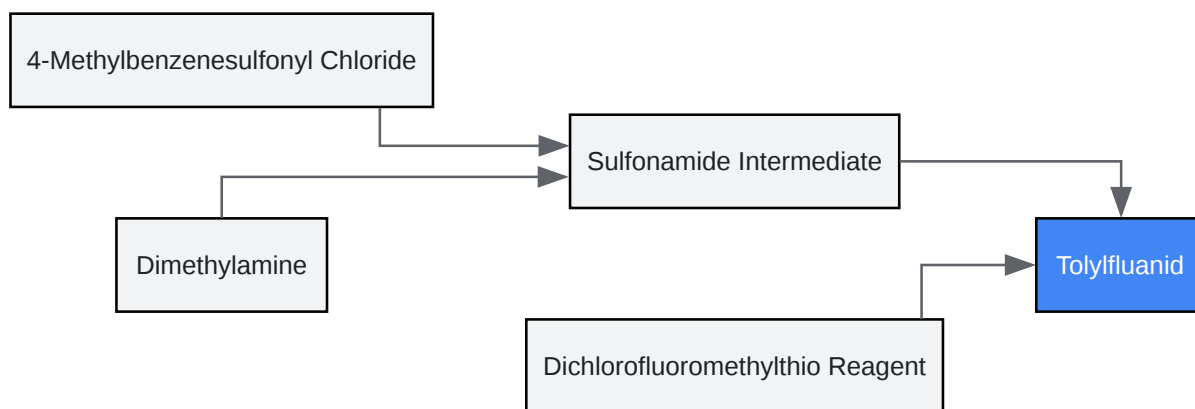 4-Methylbenzenesulfonyl Chloride
Sulfonamide Intermediate
Dimethylamine
Tolylfluanid
Dichlorofluoromethylthio Reagent